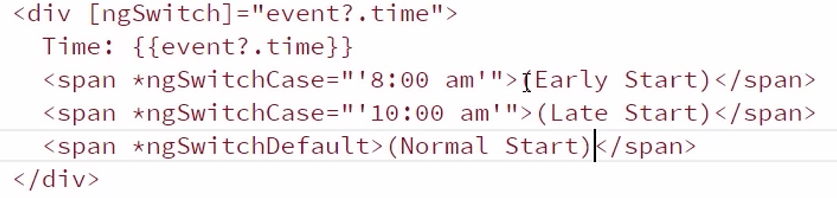 <div [ngSwitch]="event?.time">
Time: {{event?.time}}
<span *ngSwitchCase="'8:00 am'">(Early Start)</span>
<span *ngSwitchCase="'10:00 am'">(Late Start)</span>
<span *ngSwitchDefault>(Normal Start)</span>
</div>